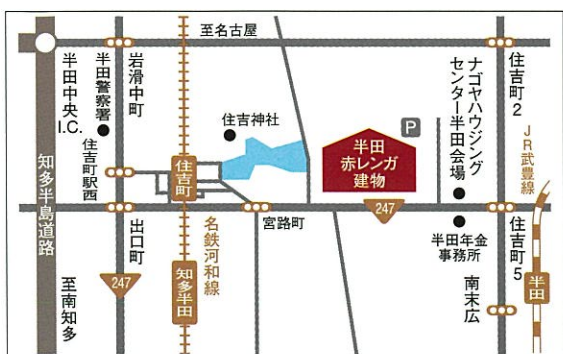 至名古屋
半田中央
I.C.
半田警察署
岩滑中町
住吉神社
P
ナゴヤハウジング
センター半田会場
住吉町2
JR武豊線
住吉町駅西
住吉町
半田
赤レンガ
建物
知多半島道路
出口町
名鉄河和線
宮路町
247
半田年金
事務所
住吉町5
半田
南末広
至南知多
247
知多半田